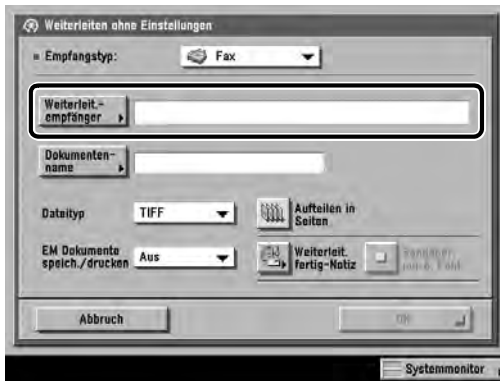 Weiterleiten ohne Einstellungen
Empfangstyp:
Fax
Weiterleit.-
empfänger
Dokumenten-
name
Dateityp
TIFF
Aufteilen in
Seiten
EM Dokumente
speich./drucken
Aus
Weiterleit.
fertig-Notiz
Abbruch
OK
Systemmonitor